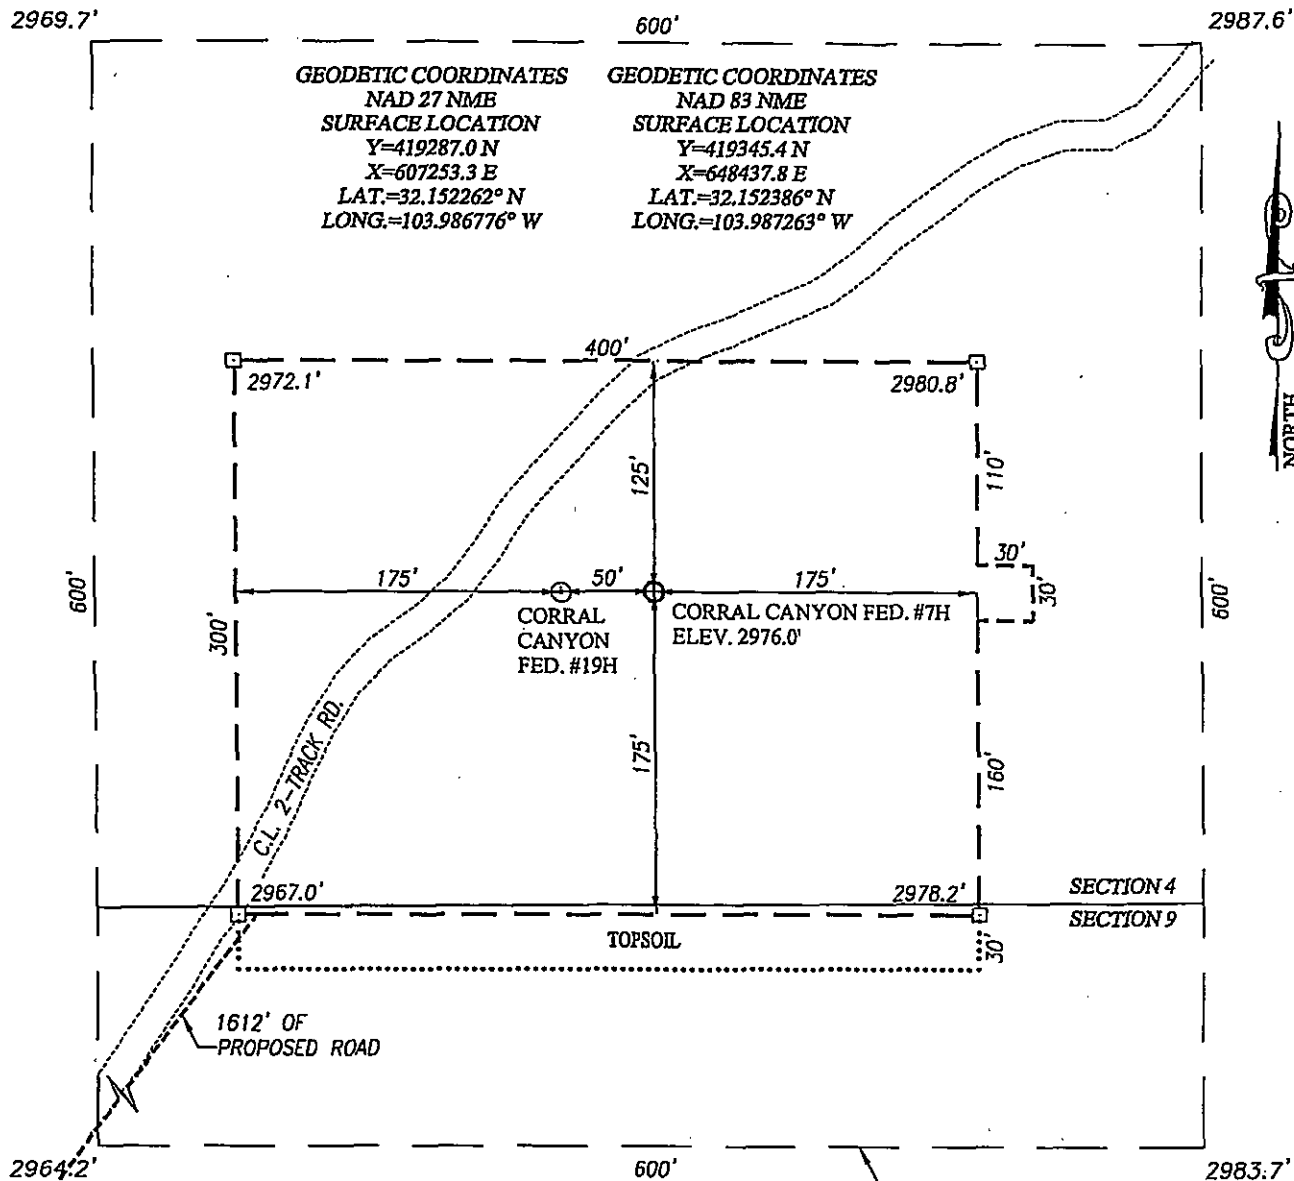 2969.7'
600'
2987.6'
GEODETIC COORDINATES
NAD 27 NME
SURFACE LOCATION
Y=419287.0 N
X=607253.3 E
LAT.=32.152262° N
LONG.=103.986776° W
GEODETIC COORDINATES
NAD 83 NME
SURFACE LOCATION
Y=419345.4 N
X=648437.8 E
LAT.=32.152386° N
LONG.=103.987263° W
NORTH
400'
2972.1'
2980.8'
125'
110'
30'
30'
600'
300'
175'
50'
175'
600'
CORRAL
CANYON
FED. #19H
CORRAL CANYON FED. #7H
ELEV. 2976.0'
C.L. 2-TRACK RD.
175'
160'
2967.0'
2978.2'
SECTION 4
SECTION 9
TOPSOIL
30'
1612' OF
PROPOSED ROAD
2964.2'
600'
2983.7'